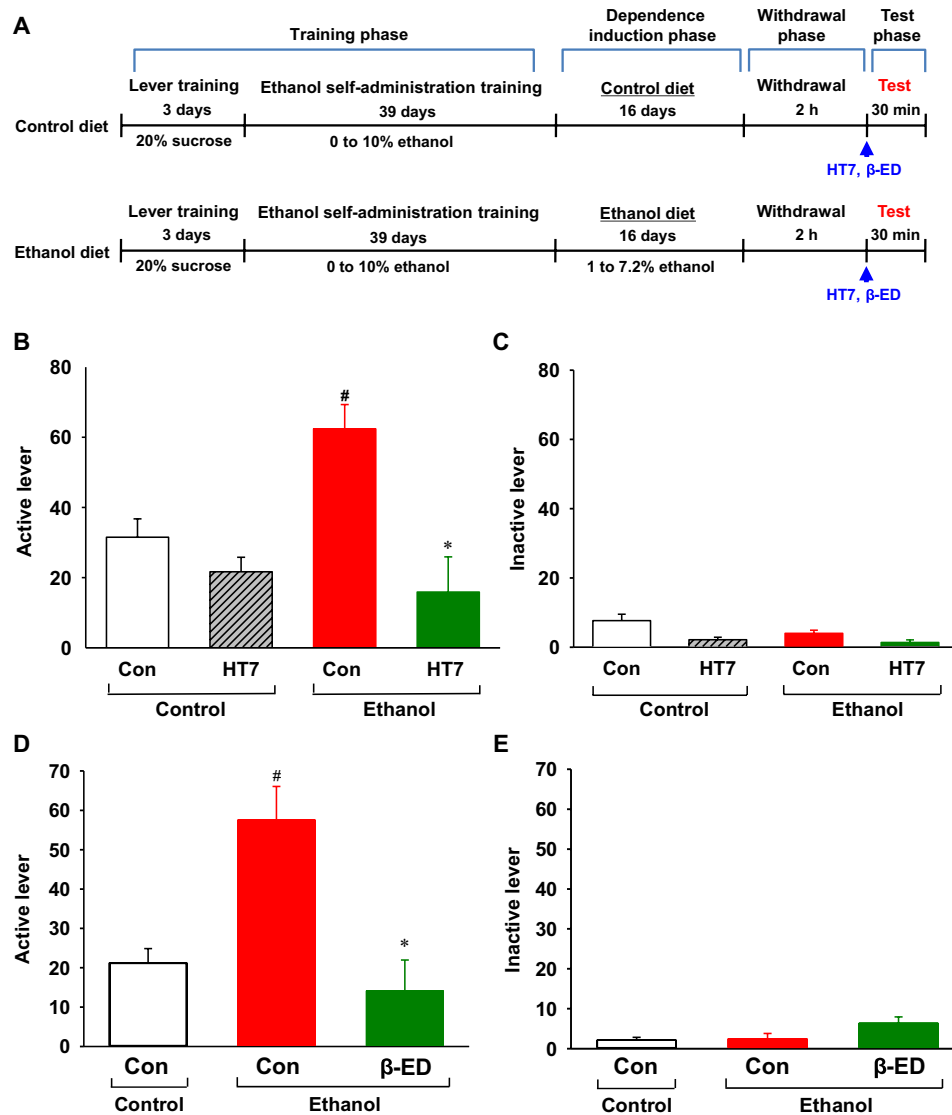 A
Training phase
Dependence induction phase
Withdrawal phase
Test phase
Control diet
Lever training
3 days
20% sucrose
Ethanol self-administration training
39 days
0 to 10% ethanol
Control diet
16 days
Withdrawal
2 h
Test
30 min
HT7, β-ED
Ethanol diet
Lever training
3 days
20% sucrose
Ethanol self-administration training
39 days
0 to 10% ethanol
Ethanol diet
16 days
1 to 7.2% ethanol
Withdrawal
2 h
Test
30 min
HT7, β-ED
B
Active lever
80
60
40
20
0
#
*
Con HT7 Con HT7
Control Ethanol
C
Inactive lever
80
60
40
20
0
Con HT7 Con HT7
Control Ethanol
D
Active lever
70
60
50
40
30
20
10
0
#
*
Con Con β-ED
Control Ethanol
E
Inactive lever
70
60
50
40
30
20
10
0
Con Con β-ED
Control Ethanol